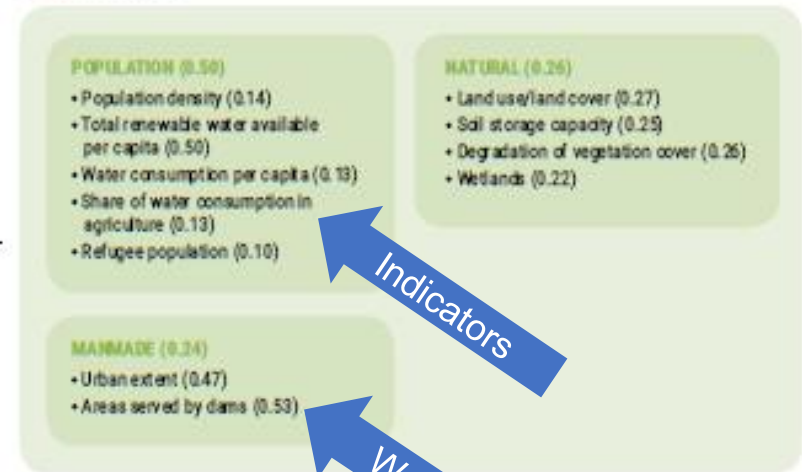 POPULATION (0.50)
• Population density (0.14)
• Total renewable water available
per capita (0.50)
• Water consumption per capita (0.13)
• Share of water consumption in
agriculture (0.13)
• Refugee population (0.10)
NATURAL (0.26)
• Land use/land cover (0.27)
• Soil storage capacity (0.25)
• Degradation of vegetation cover (0.26)
• Wetlands (0.22)
Indicators
MANMADE (0.24)
• Urban extent (0.47)
• Areas served by dams (0.53)